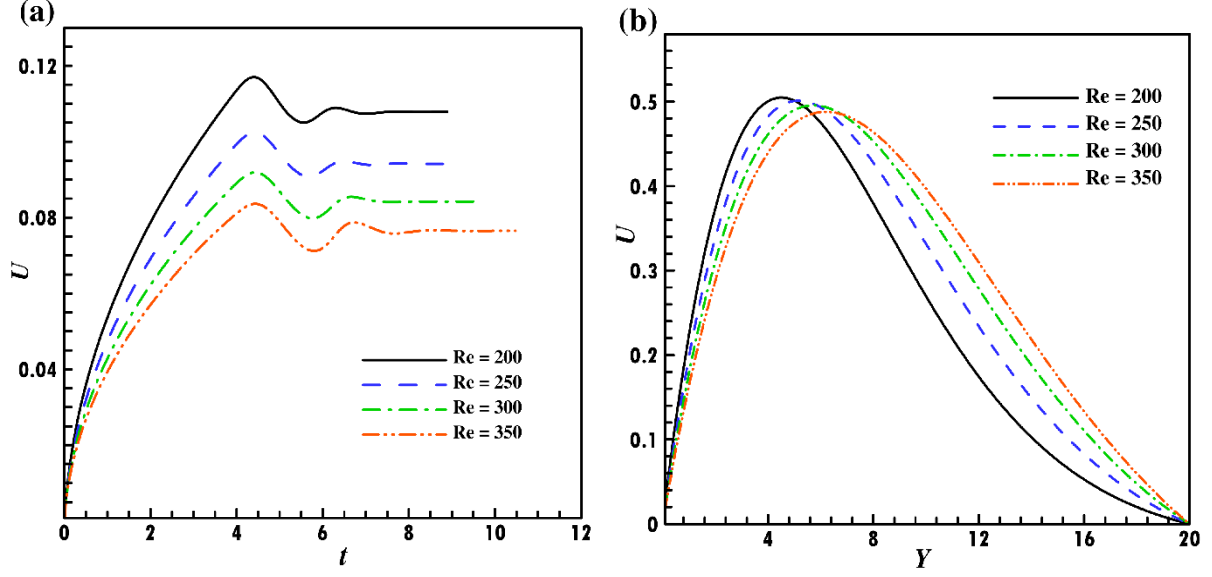 (a)
0.12
0.08
0.04
U
0 2 4 6 8 10 12
t
Re = 200
Re = 250
Re = 300
Re = 350
(b)
0.5
0.4
0.3
0.2
0.1
0
U
4 8 12 16 20
Y
Re = 200
Re = 250
Re = 300
Re = 350